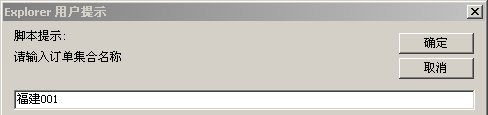 Explorer 用户提示
脚本提示:
请输入订单集合名称
确定
取消
福建001